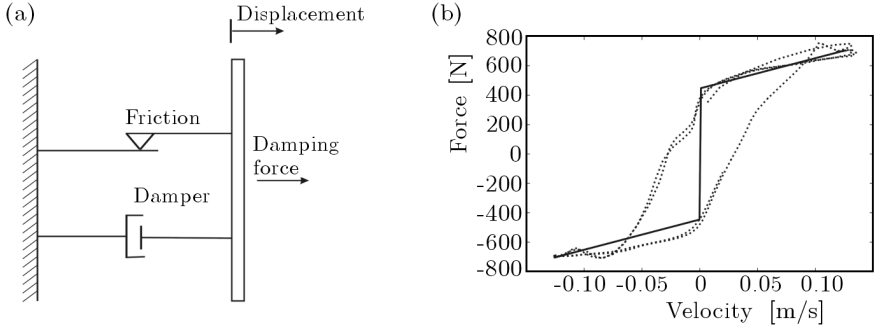 (a)
Displacement
Friction
Damping
force
Damper
(b)
Force [N]
800
600
400
200
0
-200
-400
-600
-800
-0.10 -0.05 0 0.05 0.10
Velocity [m/s]